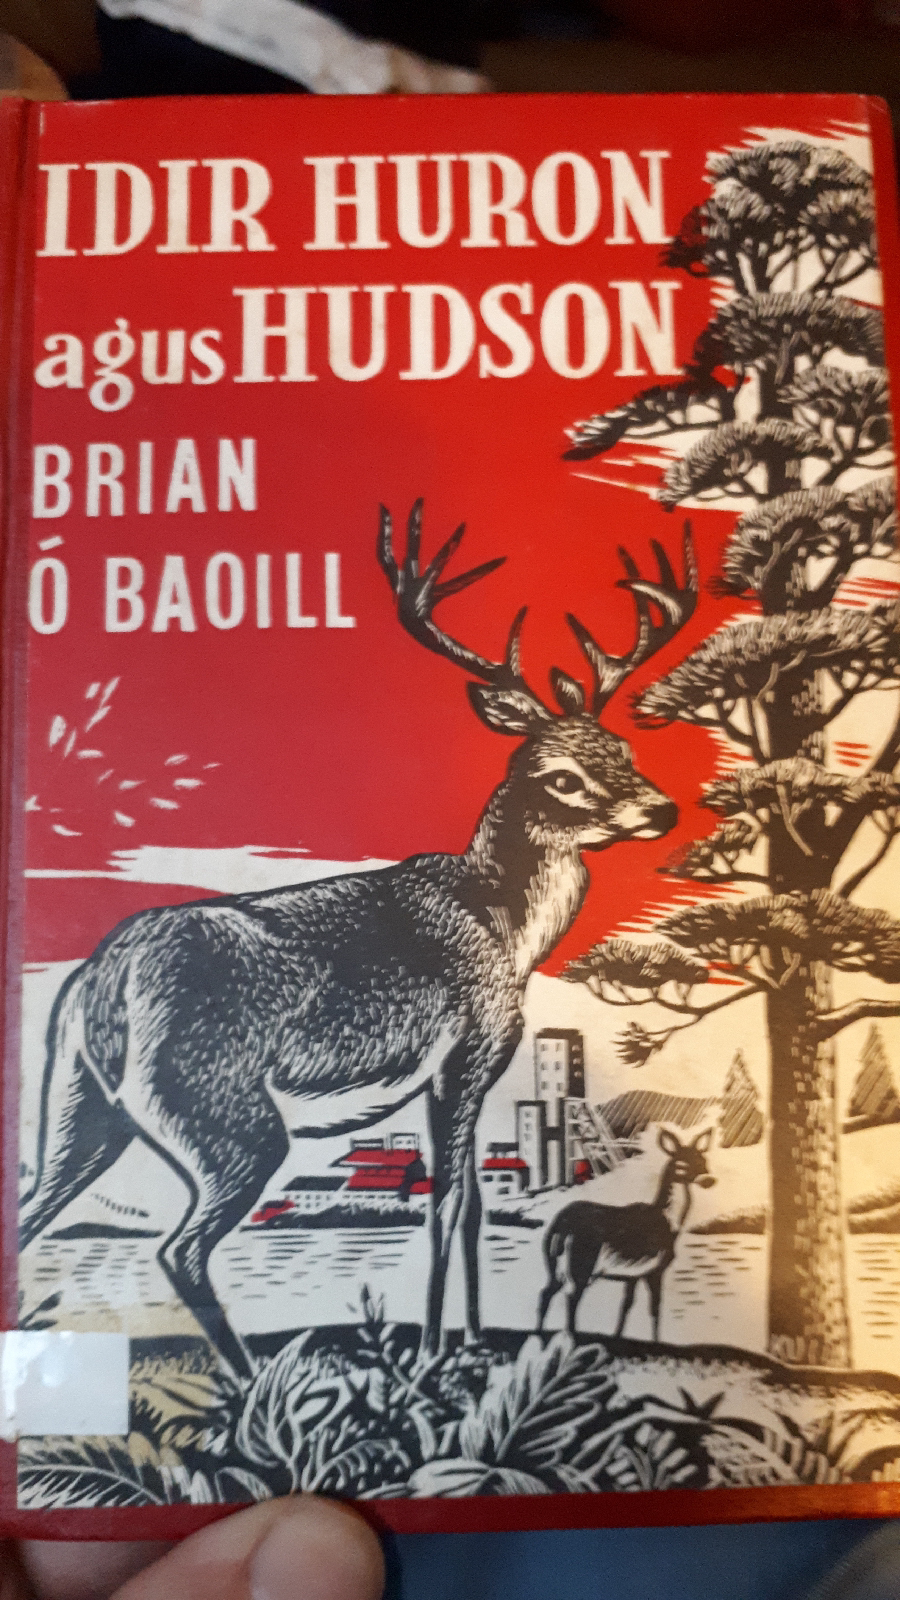 IDIR HURON
agus HUDSON
BRIAN
Ó BAOILL